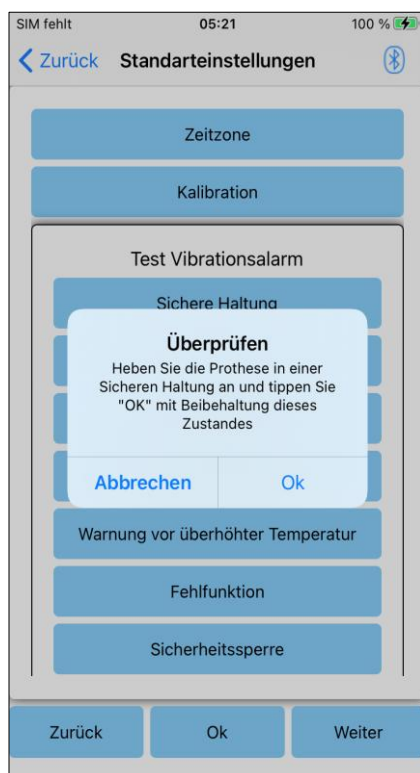 SIM fehlt 05:21 100 %
Zurück Standarteinstellungen
Zeitzone
Kalibration
Test Vibrationsalarm
Sichere Haltung
Überprüfen
Heben Sie die Prothese in einer
Sicheren Haltung an und tippen Sie
"OK" mit Beibehaltung dieses
Zustandes
Abbrechen Ok
Warnung vor überhöhter Temperatur
Fehlfunktion
Sicherheitssperre
Zurück Ok Weiter